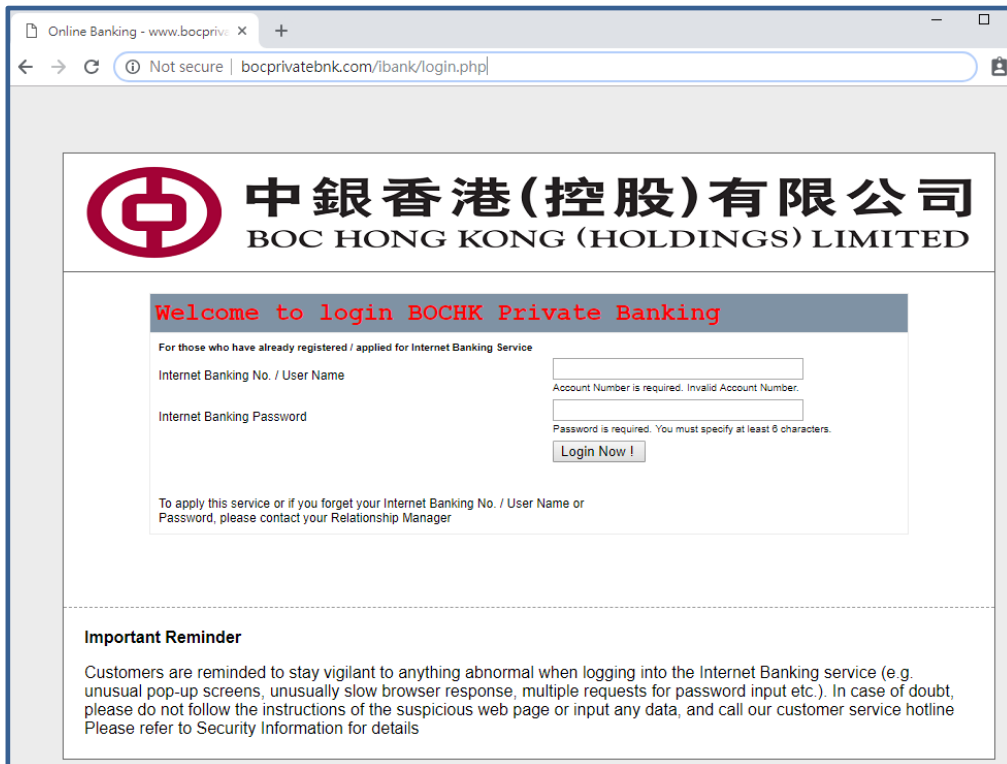 Online Banking - www.bocpriva
Not secure | bocprivatebnk.com/ibank/login.php
中銀香港(控股)有限公司
BOC HONG KONG (HOLDINGS) LIMITED
Welcome to login BOCHK Private Banking
For those who have already registered / applied for Internet Banking Service
Internet Banking No. / User Name
Account Number is required. Invalid Account Number.
Internet Banking Password
Password is required. You must specify at least 6 characters.
Login Now !
To apply this service or if you forget your Internet Banking No. / User Name or
Password, please contact your Relationship Manager
Important Reminder
Customers are reminded to stay vigilant to anything abnormal when logging into the Internet Banking service (e.g.
unusual pop-up screens, unusually slow browser response, multiple requests for password input etc.). In case of doubt,
please do not follow the instructions of the suspicious web page or input any data, and call our customer service hotline
Please refer to Security Information for details